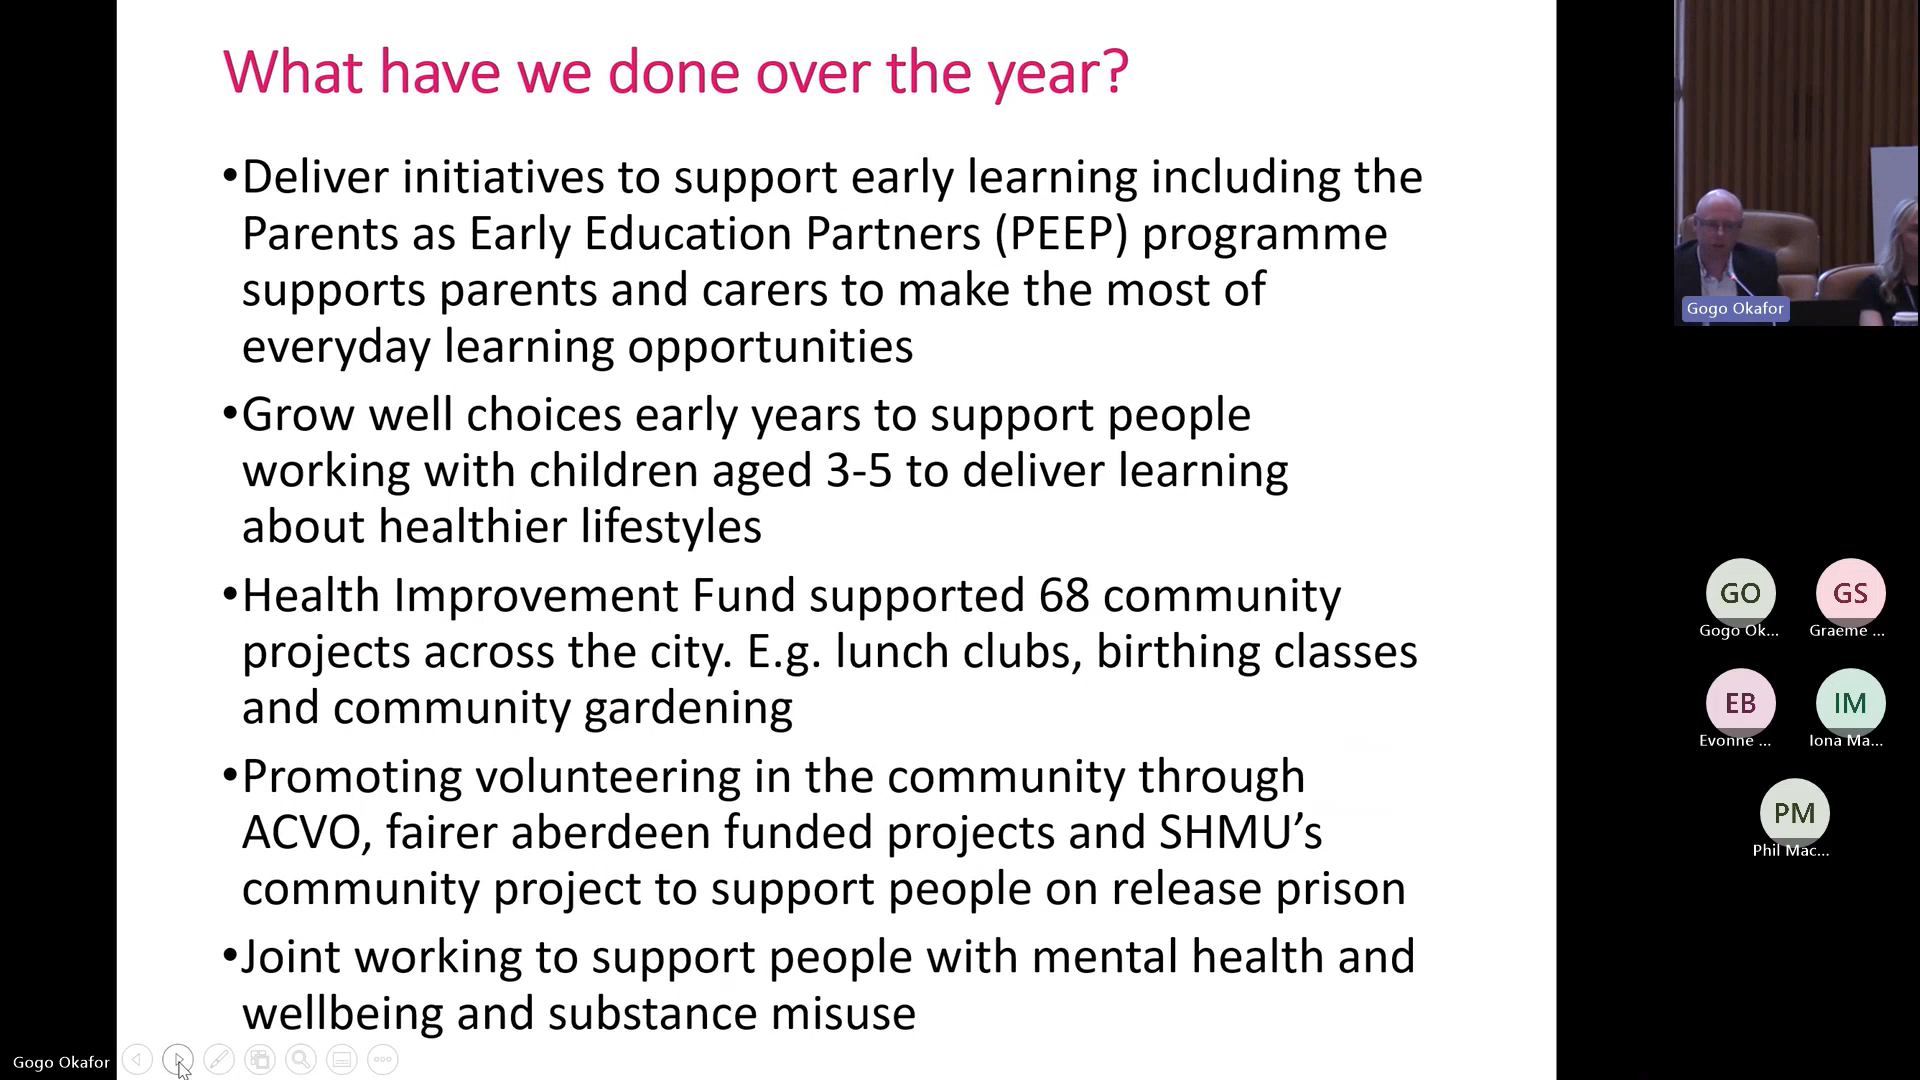 What have we done over the year?
•Deliver initiatives to support early learning including the
Parents as Early Education Partners (PEEP) programme
supports parents and carers to make the most of
everyday learning opportunities
•Grow well choices early years to support people
working with children aged 3-5 to deliver learning
about healthier lifestyles
•Health Improvement Fund supported 68 community
projects across the city. E.g. lunch clubs, birthing classes
and community gardening
•Promoting volunteering in the community through
ACVO, fairer aberdeen funded projects and SHMU’s
community project to support people on release prison
•Joint working to support people with mental health and
wellbeing and substance misuse
Gogo Okafor
Gogo Okafor
GO
Gogo Ok...
GS
Graeme ...
EB
Evonne ...
IM
Iona Ma...
PM
Phil Mac...